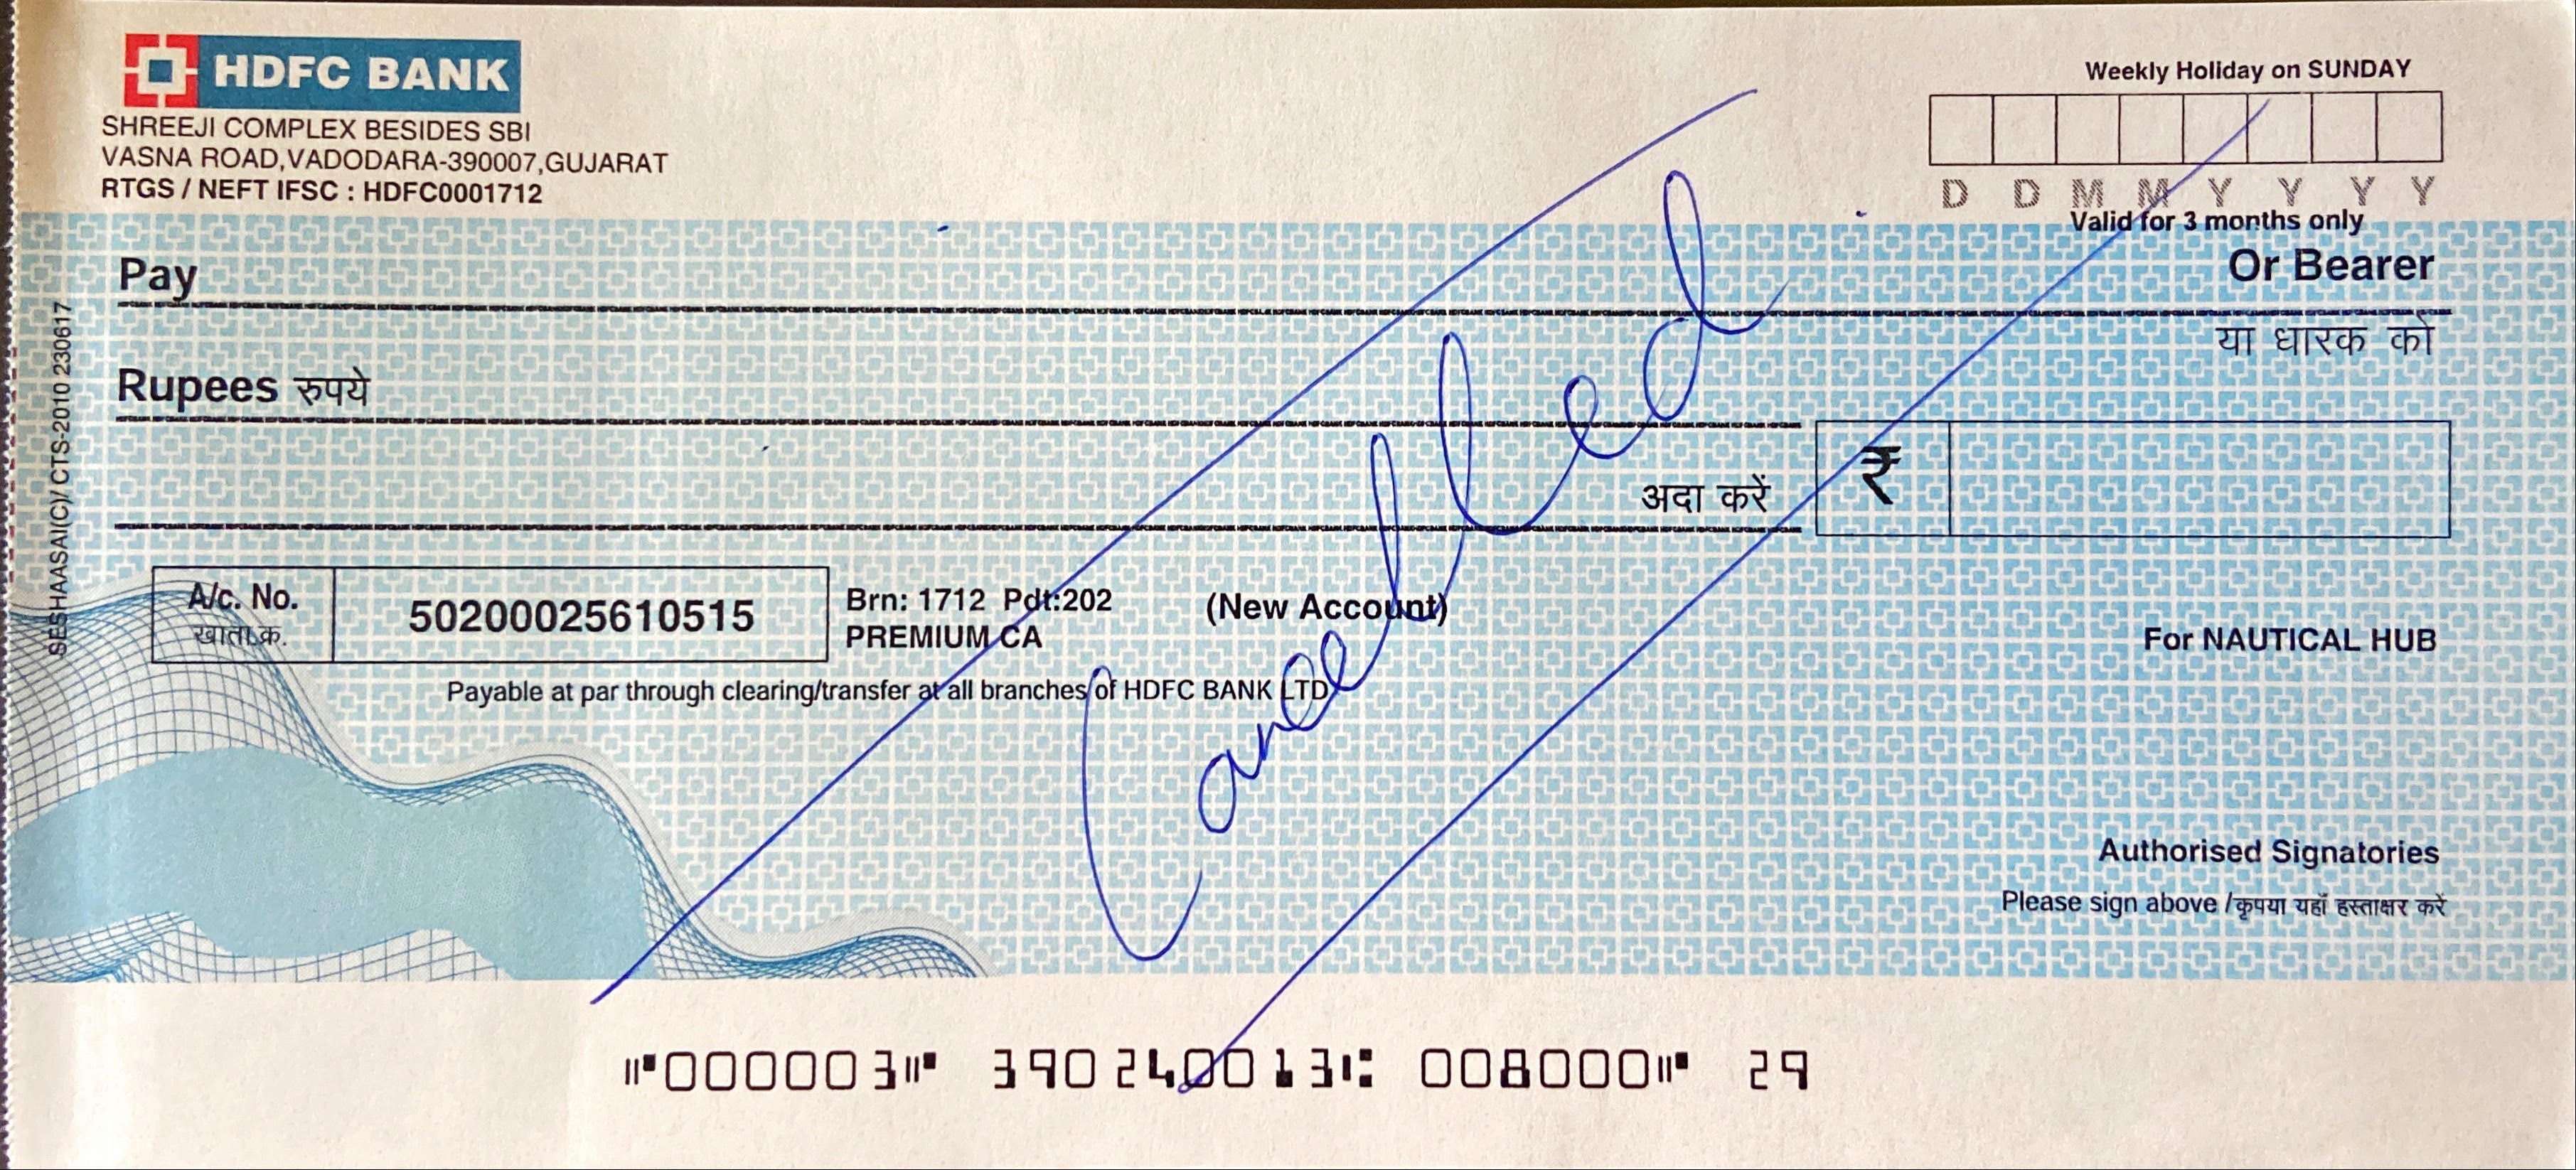 HDFC BANK
SHREEJI COMPLEX BESIDES SBI
VASNA ROAD,VADODARA-390007,GUJARAT
RTGS / NEFT IFSC : HDFC0001712
Weekly Holiday on SUNDAY
D D M M Y Y Y Y
Valid for 3 months only
Pay
Or Bearer
या धारक को
Rupees रुपये
अदा करें
₹
A/c. No.
खाता क्र.
50200025610515
Brn: 1712 Pdt:202
PREMIUM CA
(New Account)
For NAUTICAL HUB
Payable at par through clearing/transfer at all branches of HDFC BANK LTD
Cancelled
Authorised Signatories
Please sign above /कृपया यहाँ हस्ताक्षर करें
SESHAASAI(C)/ CTS-2010 230617
⑈000003⑈ 390240013⑆ 008000⑈ 29